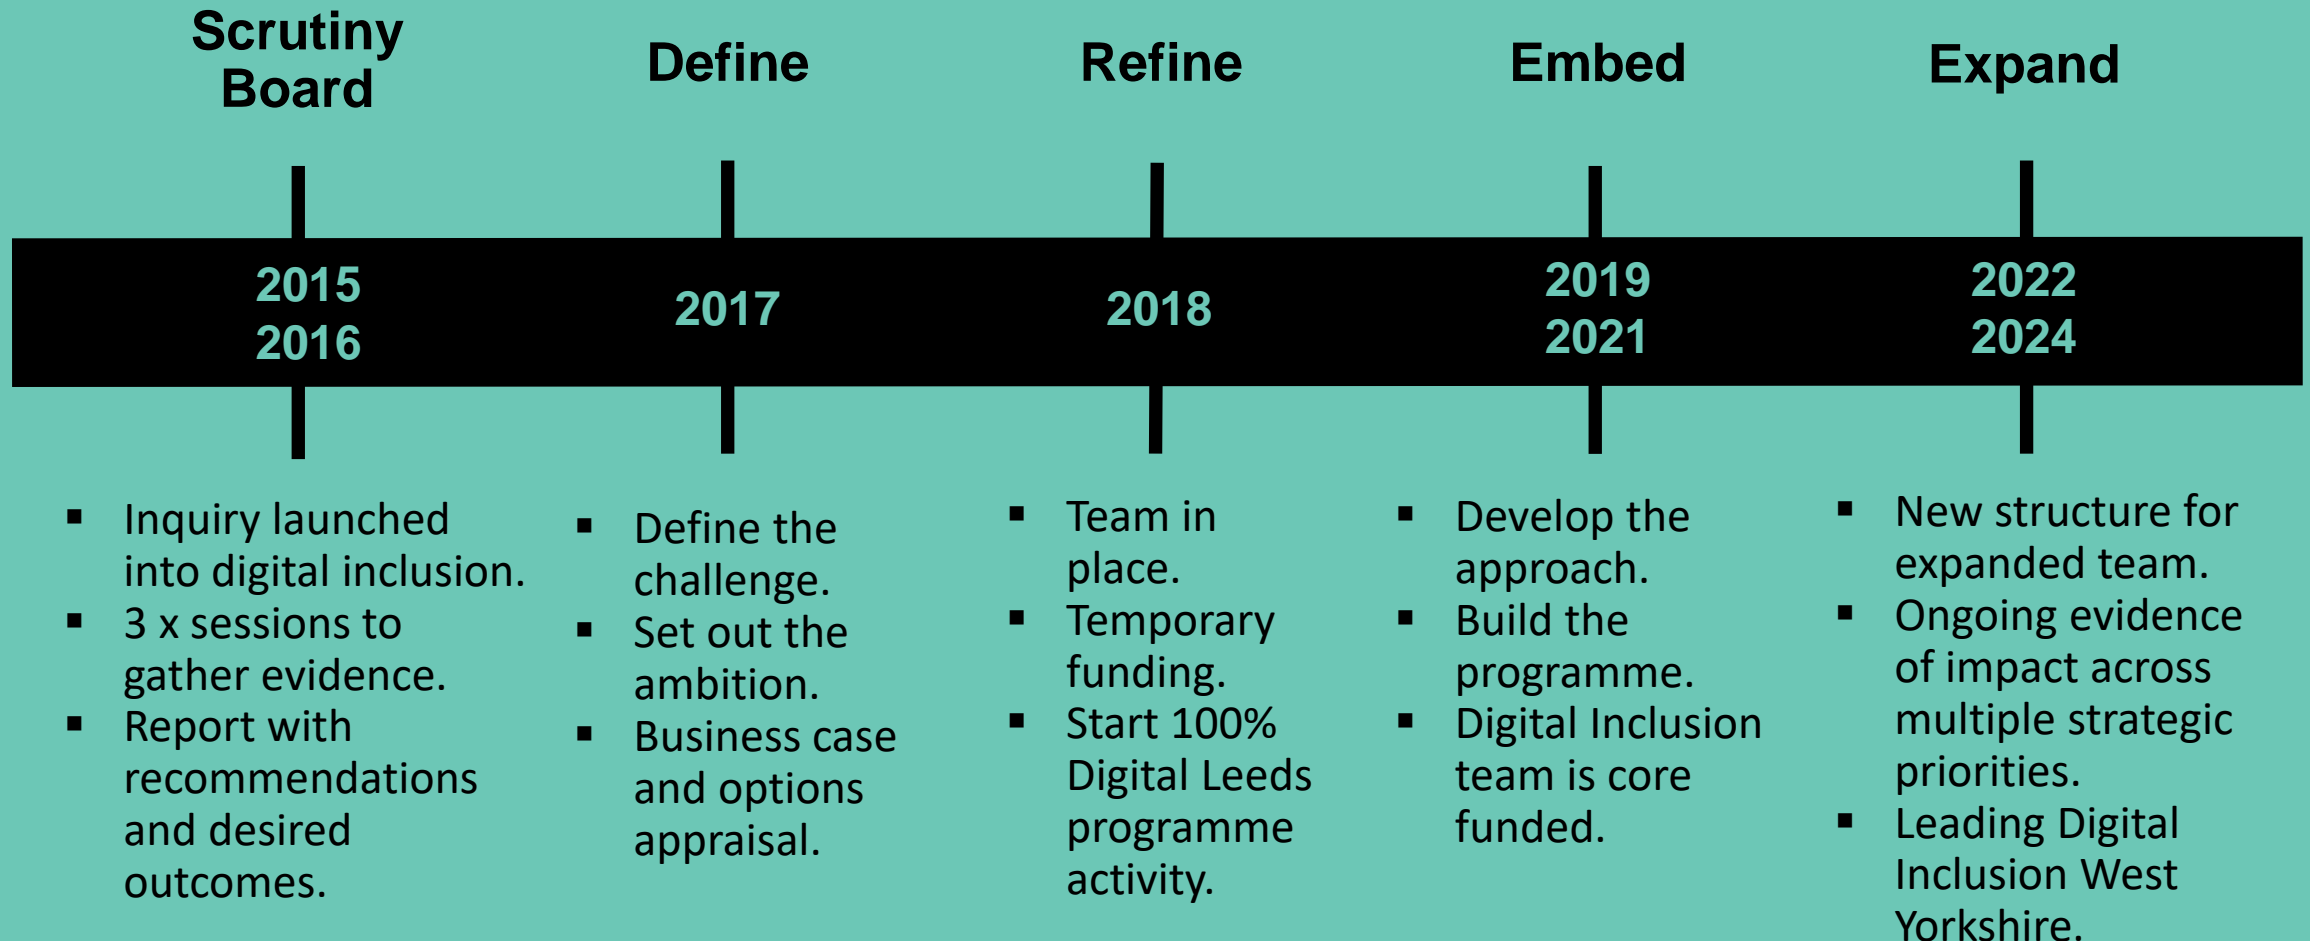 Scrutiny
Board
Define
Refine
Embed
Expand
2015
2016
2017
2018
2019
2021
2022
2024
▪ Inquiry launched
into digital inclusion.
▪ 3 x sessions to
gather evidence.
▪ Report with
recommendations
and desired
outcomes.
▪ Define the
challenge.
▪ Set out the
ambition.
▪ Business case
and options
appraisal.
▪ Team in
place.
▪ Temporary
funding.
▪ Start 100%
Digital Leeds
programme
activity.
▪ Develop the
approach.
▪ Build the
programme.
▪ Digital Inclusion
team is core
funded.
▪ New structure for
expanded team.
▪ Ongoing evidence
of impact across
multiple strategic
priorities.
▪ Leading Digital
Inclusion West
Yorkshire.